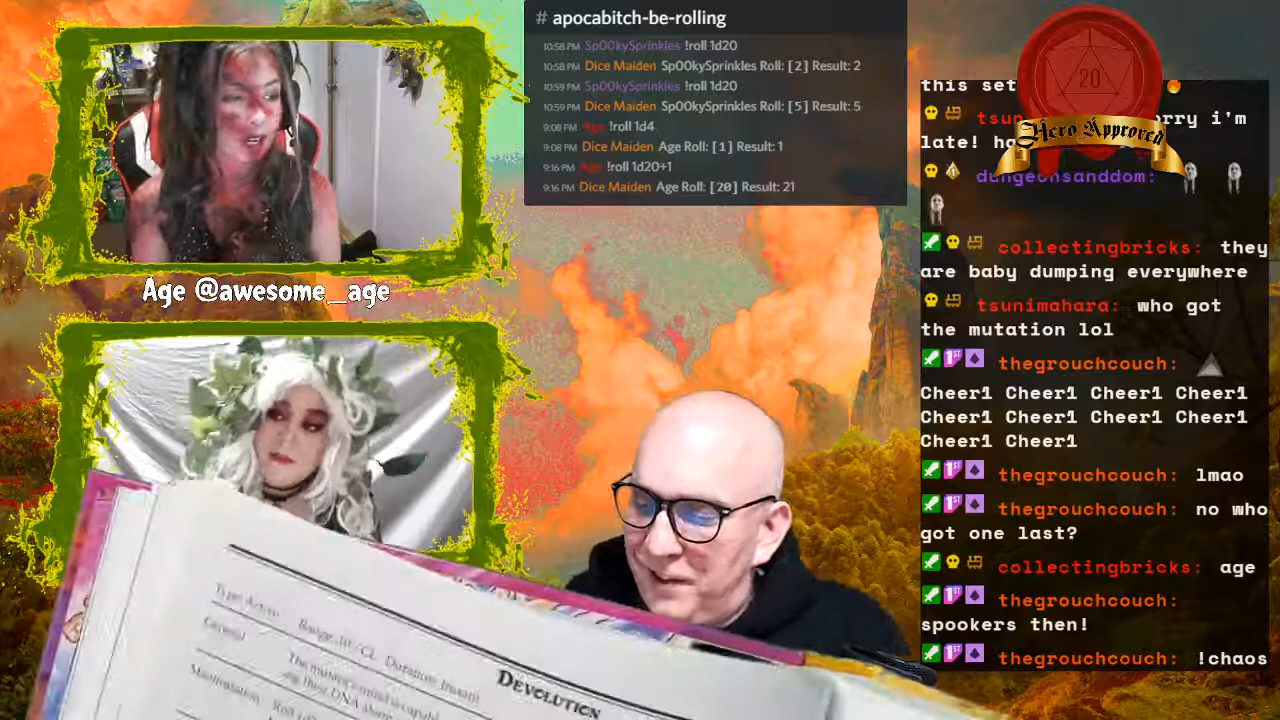 # apocabitch-be-rolling
10:58 PM Sp00kySprinkles !roll 1d20
10:58 PM Dice Maiden Sp00kySprinkles Roll: [2] Result: 2
10:59 PM Sp00kySprinkles !roll 1d20
10:59 PM Dice Maiden Sp00kySprinkles Roll: [5] Result: 5
9:08 PM Age !roll 1d4
9:08 PM Dice Maiden Age Roll: [1] Result: 1
9:16 PM Age !roll 1d20+1
9:16 PM Dice Maiden Age Roll: [20] Result: 21
Age @awesome_age
20
Hero Approved
this set
orry i'm
late!
dungeonsanddom:
collectingbricks: they
are baby dumping everywhere
tsunimahara: who got
the mutation lol
thegrouchcouch:
Cheer1 Cheer1 Cheer1 Cheer1
Cheer1 Cheer1 Cheer1 Cheer1
Cheer1 Cheer1
thegrouchcouch: lmao
thegrouchcouch: no who
got one last?
collectingbricks: age
thegrouchcouch:
spookers then!
thegrouchcouch: !chaos
DEVOLUTION
General
Manifestation